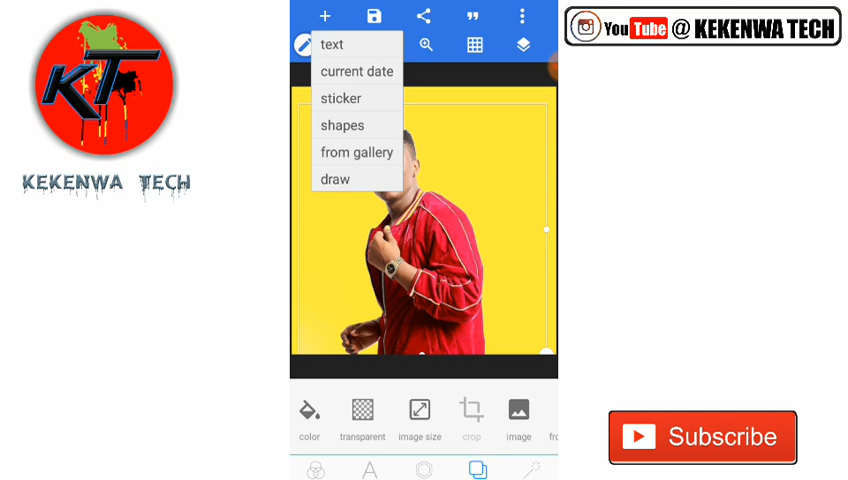 KT
KEKENWA TECH
text
current date
sticker
shapes
from gallery
draw
color
transparent
image size
crop
image
A
YouTube @ KEKENWA TECH
Subscribe